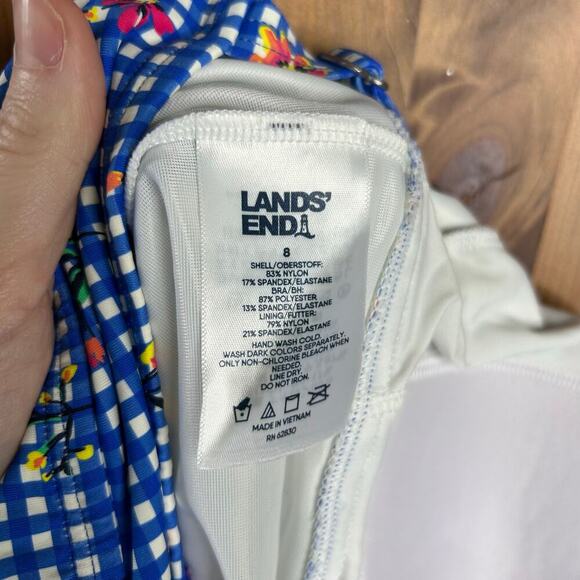 LANDS'
END
8
SHELL/OBERSTOFF:
83% NYLON
17% SPANDEX/ELASTANE
BRA/BH:
87% POLYESTER
13% SPANDEX/ELASTANE
LINING/FUTTER:
79% NYLON
21% SPANDEX/ELASTANE
HAND WASH COLD.
WASH DARK COLORS SEPARATELY.
ONLY NON-CHLORINE BLEACH WHEN
NEEDED.
LINE DRY.
DO NOT IRON.
MADE IN VIETNAM
RN 62830